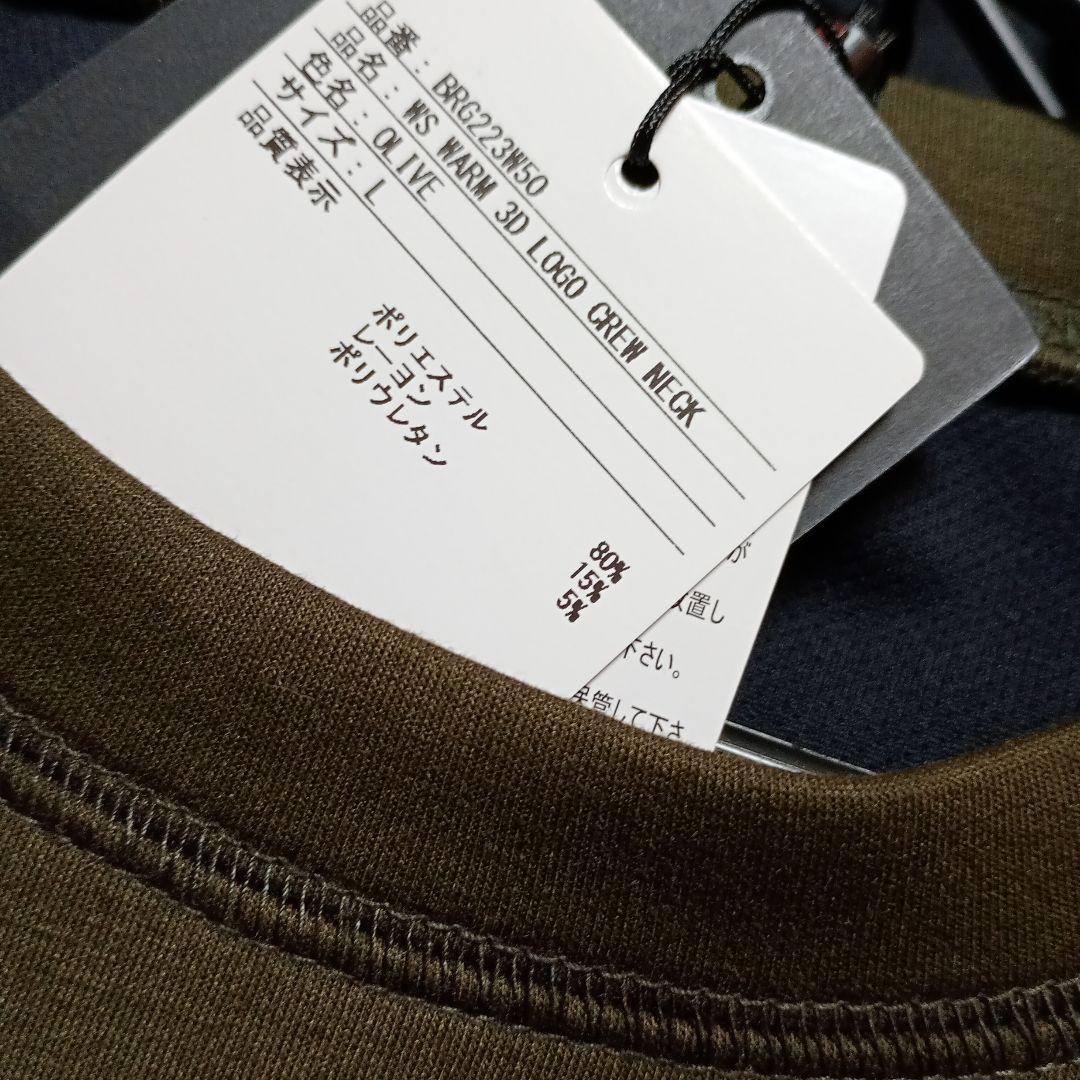 品番：BRG223W50
品名：WS WARM 3D LOGO CREW NECK
色名：OLIVE
サイズ：L
品質表示
ポリエステル 80%
レーヨン 15%
ポリウレタン 5%
が
置し
下さい。
保管して下さ